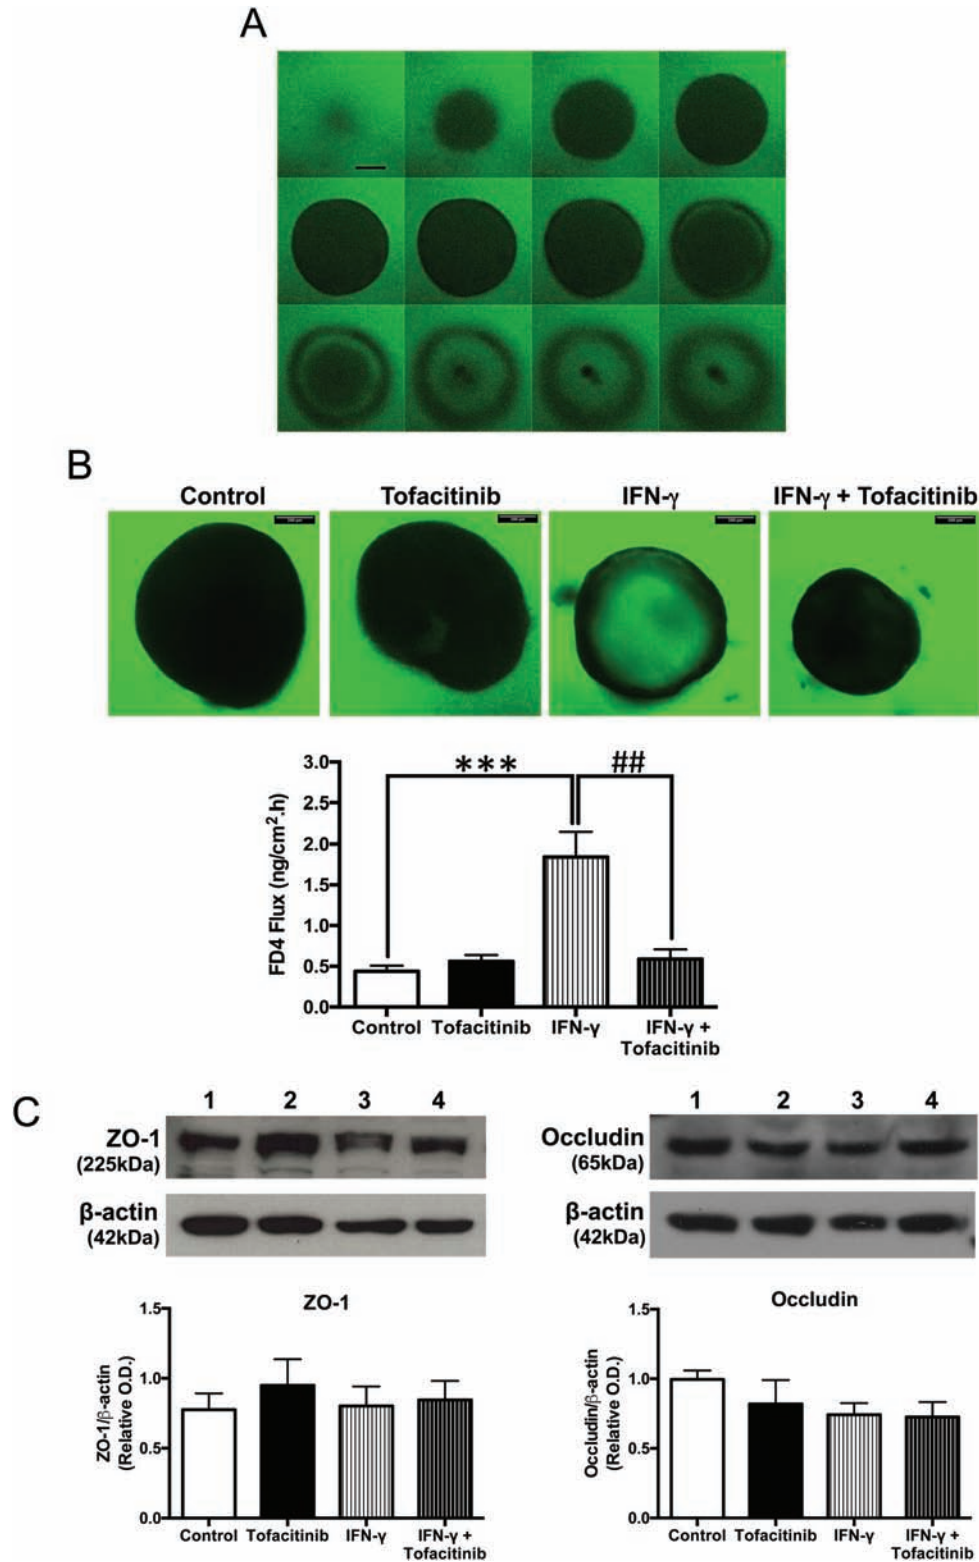 A
B
Control Tofacitinib IFN-γ IFN-γ + Tofacitinib
3.0
2.5
2.0
1.5
1.0
0.5
0.0
FD4 Flux (ng/cm².h)
*** ##
Control Tofacitinib IFN-γ IFN-γ +
Tofacitinib
C
1 2 3 4
ZO-1
(225kDa)
β-actin
(42kDa)
1 2 3 4
Occludin
(65kDa)
β-actin
(42kDa)
ZO-1
1.5
1.0
0.5
0.0
ZO-1/β-actin
(Relative O.D.)
Control Tofacitinib IFN-γ IFN-γ +
Tofacitinib
Occludin
1.5
1.0
0.5
0.0
Occludin/β-actin
(Relative O.D.)
Control Tofacitinib IFN-γ IFN-γ +
Tofacitinib